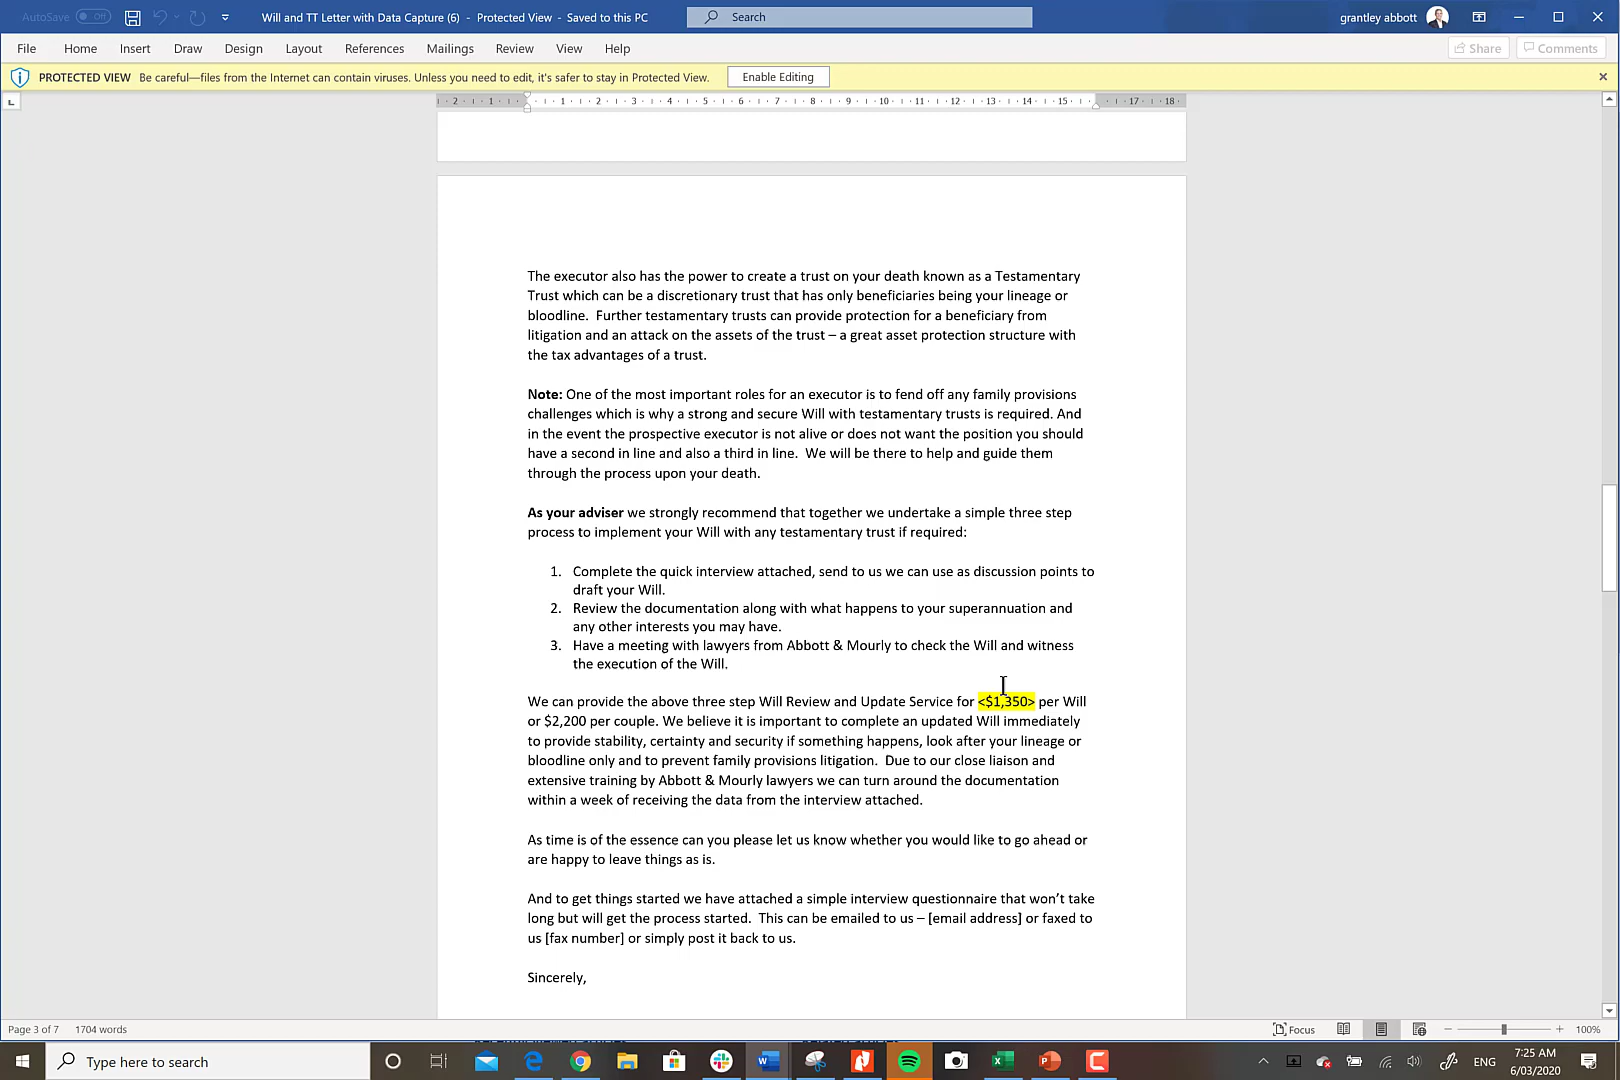 AutoSave Off
Will and TT Letter with Data Capture (6) - Protected View - Saved to this PC
Search
grantley abbott
File Home Insert Draw Design Layout References Mailings Review View Help
Share Comments
PROTECTED VIEW Be careful—files from the Internet can contain viruses. Unless you need to edit, it's safer to stay in Protected View. Enable Editing
2 1 1 2 3 4 5 6 7 8 9 10 11 12 13 14 15 17 18
The executor also has the power to create a trust on your death known as a Testamentary
Trust which can be a discretionary trust that has only beneficiaries being your lineage or
bloodline. Further testamentary trusts can provide protection for a beneficiary from
litigation and an attack on the assets of the trust – a great asset protection structure with
the tax advantages of a trust.
Note: One of the most important roles for an executor is to fend off any family provisions
challenges which is why a strong and secure Will with testamentary trusts is required. And
in the event the prospective executor is not alive or does not want the position you should
have a second in line and also a third in line. We will be there to help and guide them
through the process upon your death.
As your adviser we strongly recommend that together we undertake a simple three step
process to implement your Will with any testamentary trust if required:
1. Complete the quick interview attached, send to us we can use as discussion points to
draft your Will.
2. Review the documentation along with what happens to your superannuation and
any other interests you may have.
3. Have a meeting with lawyers from Abbott & Mourly to check the Will and witness
the execution of the Will.
We can provide the above three step Will Review and Update Service for <$1,350> per Will
or $2,200 per couple. We believe it is important to complete an updated Will immediately
to provide stability, certainty and security if something happens, look after your lineage or
bloodline only and to prevent family provisions litigation. Due to our close liaison and
extensive training by Abbott & Mourly lawyers we can turn around the documentation
within a week of receiving the data from the interview attached.
As time is of the essence can you please let us know whether you would like to go ahead or
are happy to leave things as is.
And to get things started we have attached a simple interview questionnaire that won't take
long but will get the process started. This can be emailed to us – [email address] or faxed to
us [fax number] or simply post it back to us.
Sincerely,
Page 3 of 7 1704 words
Focus
100%
Type here to search
ENG
7:25 AM
6/03/2020